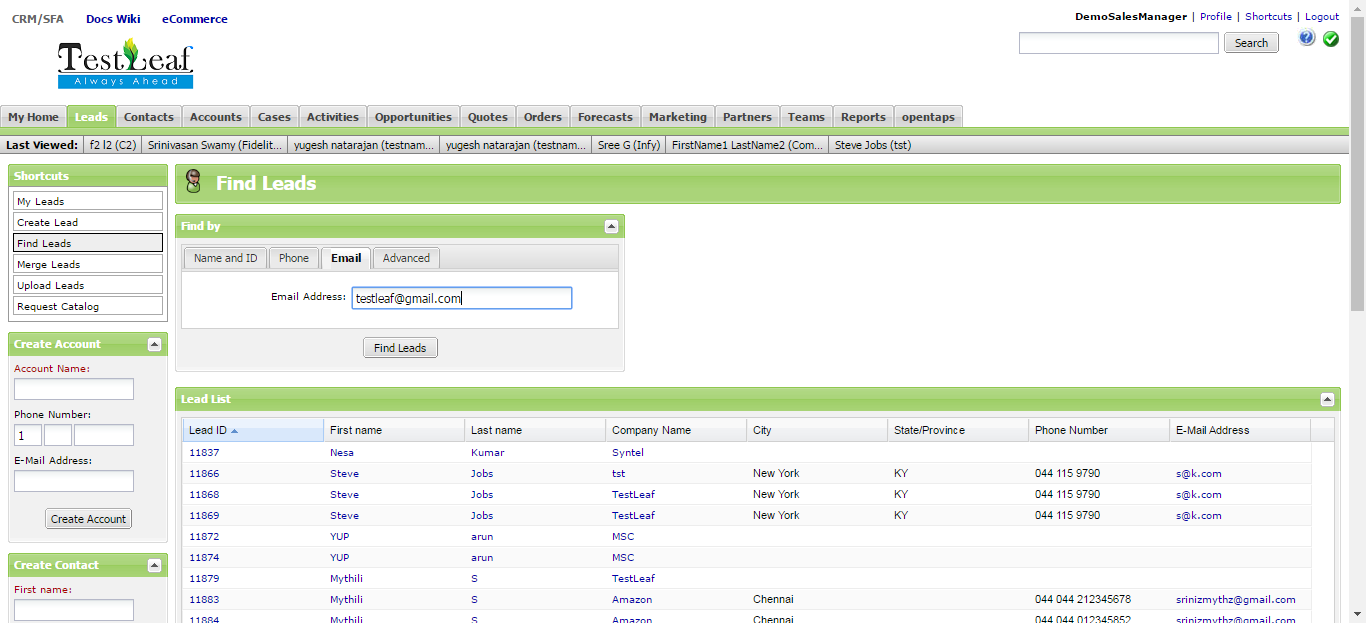 CRM/SFA Docs Wiki eCommerce
DemoSalesManager | Profile | Shortcuts | Logout
TestLeaf
Always Ahead
Search
My Home Leads Contacts Accounts Cases Activities Opportunities Quotes Orders Forecasts Marketing Partners Teams Reports opentaps
Last Viewed: f2 l2 (C2) Srinivasan Swamy (Fidelit... yugesh natarajan (testnam... yugesh natarajan (testnam... Sree G (Infy) FirstName1 LastName2 (Com... Steve Jobs (tst)
Shortcuts
My Leads
Create Lead
Find Leads
Merge Leads
Upload Leads
Request Catalog
Create Account
Account Name:
Phone Number:
1
E-Mail Address:
Create Account
Create Contact
First name:
Find Leads
Find by
Name and ID Phone Email Advanced
Email Address: testleaf@gmail.com
Find Leads
Lead List
Lead ID First name Last name Company Name City State/Province Phone Number E-Mail Address
11837 Nesa Kumar Syntel
11866 Steve Jobs tst New York KY 044 115 9790 s@k.com
11868 Steve Jobs TestLeaf New York KY 044 115 9790 s@k.com
11869 Steve Jobs TestLeaf New York KY 044 115 9790 s@k.com
11872 YUP arun MSC
11874 YUP arun MSC
11879 Mythili S TestLeaf
11883 Mythili S Amazon Chennai 044 044 212345678 srinizmythz@gmail.com
11884 Mythili S Amazon Chennai 044 044 012345852 srinizmythz@gmail.com